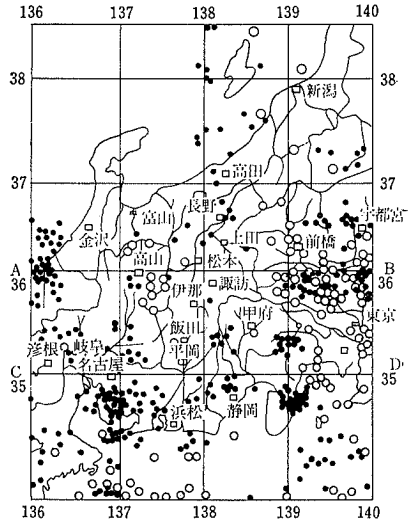 136 137 138 139 140
38 38
新潟
高田
37 37
富山 長野 宇都宮
金沢 上田 前橋
高山 松本
A 36 36 B
伊那 諏訪
甲府 東京
飯田
彦根 岐阜 平岡
C 名古屋 D
35 35
浜松 静岡
136 137 138 139 140